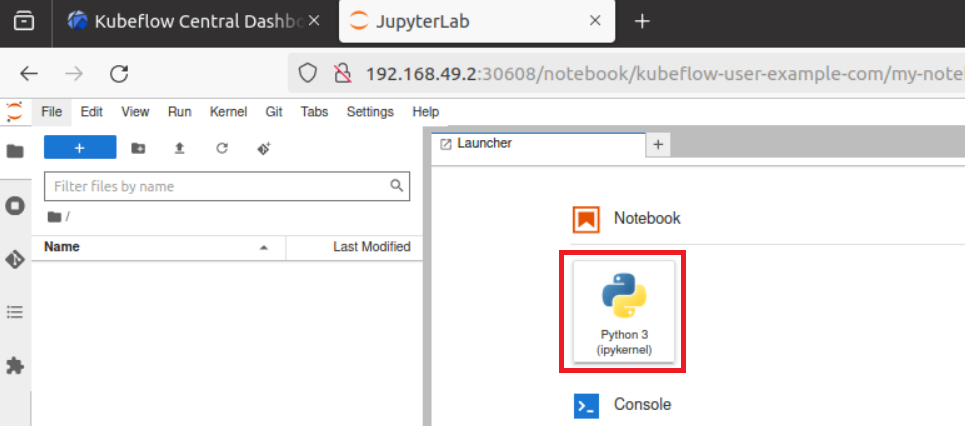 Kubeflow Central Dashbo
JupyterLab
192.168.49.2:30608/notebook/kubeflow-user-example-com/my-note
File Edit View Run Kernel Git Tabs Settings Help
+
Launcher
+
Filter files by name
/
Name
Last Modified
Notebook
Python 3
(ipykernel)
Console